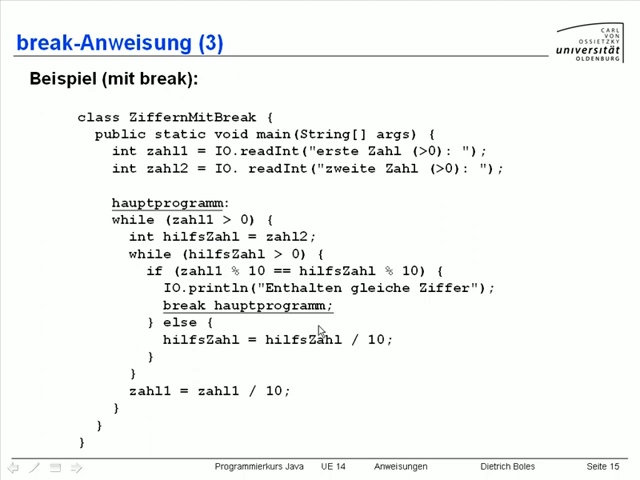 break-Anweisung (3)
CARL
VON
OSSIETZKY
universität
OLDENBURG
Beispiel (mit break):
class ZiffernMitBreak {
public static void main(String[] args) {
int zahl1 = IO.readInt("erste Zahl (>0): ");
int zahl2 = IO. readInt("zweite Zahl (>0): ");
hauptprogramm:
while (zahl1 > 0) {
int hilfsZahl = zahl2;
while (hilfsZahl > 0) {
if (zahl1 % 10 == hilfsZahl % 10) {
IO.println("Enthalten gleiche Ziffer");
break hauptprogramm;
} else {
hilfsZahl = hilfsZahl / 10;
}
}
zahl1 = zahl1 / 10;
}
}
}
Programmierkurs Java UE 14 Anweisungen Dietrich Boles Seite 15